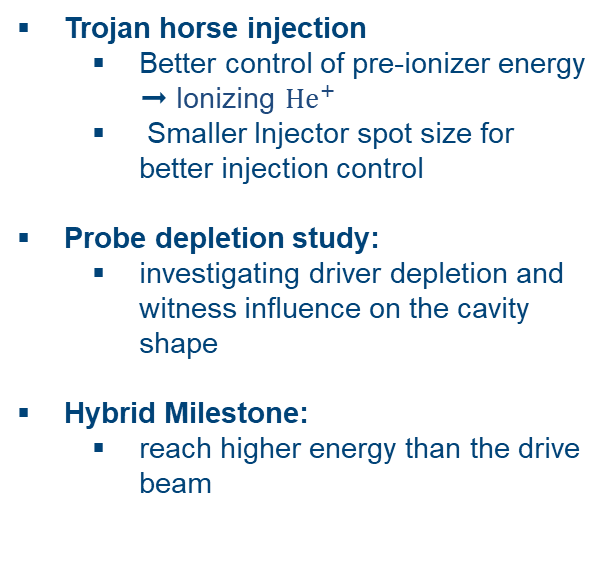 ▪ Trojan horse injection
▪ Better control of pre-ionizer energy
→ Ionizing He⁺
▪ Smaller Injector spot size for
better injection control
▪ Probe depletion study:
▪ investigating driver depletion and
witness influence on the cavity
shape
▪ Hybrid Milestone:
▪ reach higher energy than the drive
beam